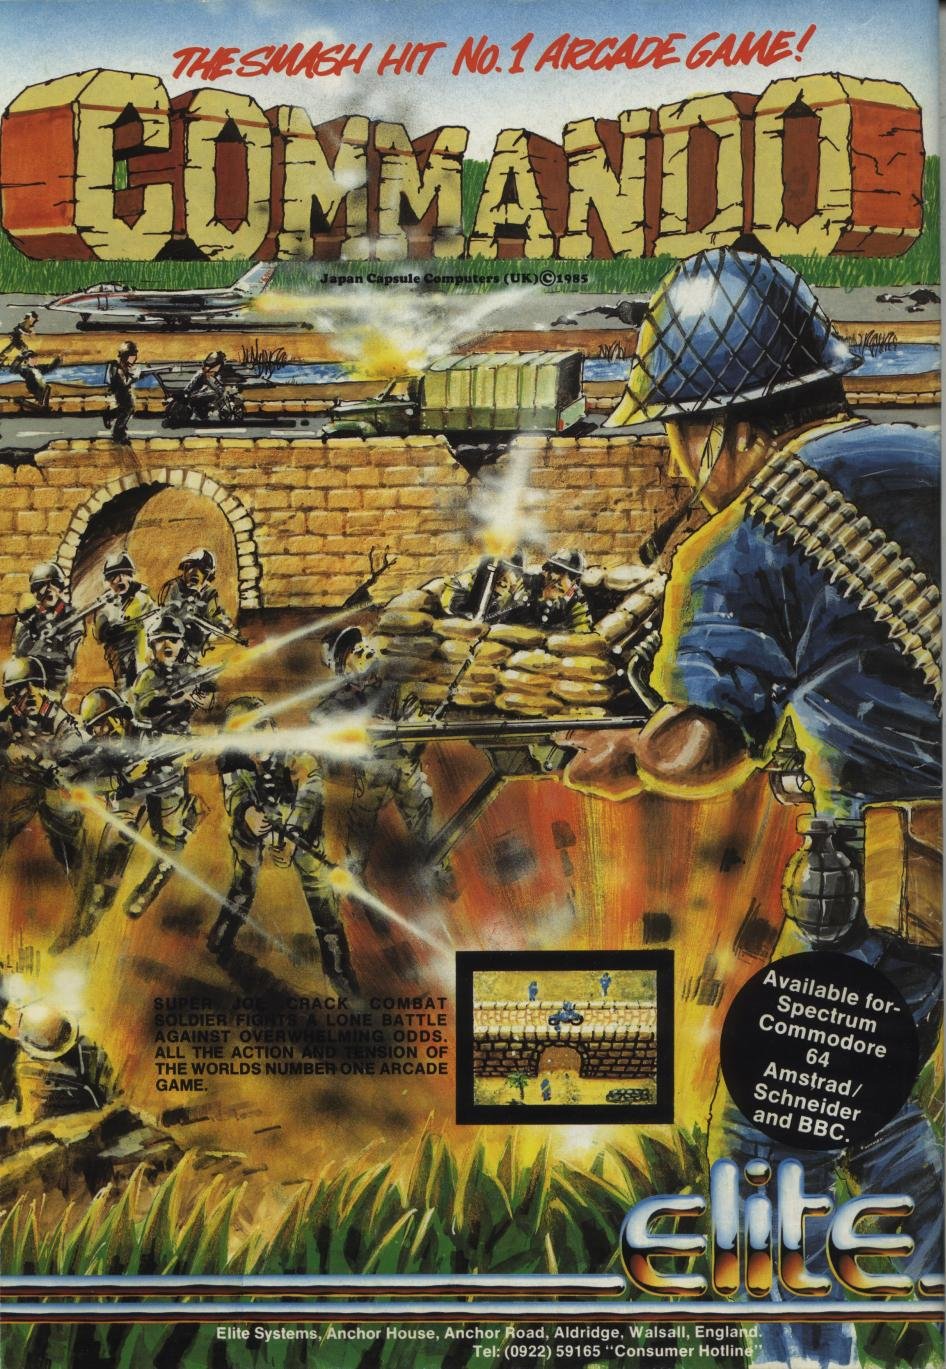 THE SMASH HIT No.1 ARCADE GAME!
COMMANDO
Japan Capsule Computers (UK)©1985
SUPER JOE CRACK COMBAT
SOLDIER FIGHTS A LONE BATTLE
AGAINST OVERWHELMING ODDS.
ALL THE ACTION AND TENSION OF
THE WORLDS NUMBER ONE ARCADE
GAME.
Available for-
Spectrum
Commodore
64
Amstrad/
Schneider
and BBC.
elite
Elite Systems, Anchor House, Anchor Road, Aldridge, Walsall, England.
Tel: (0922) 59165 "Consumer Hotline"